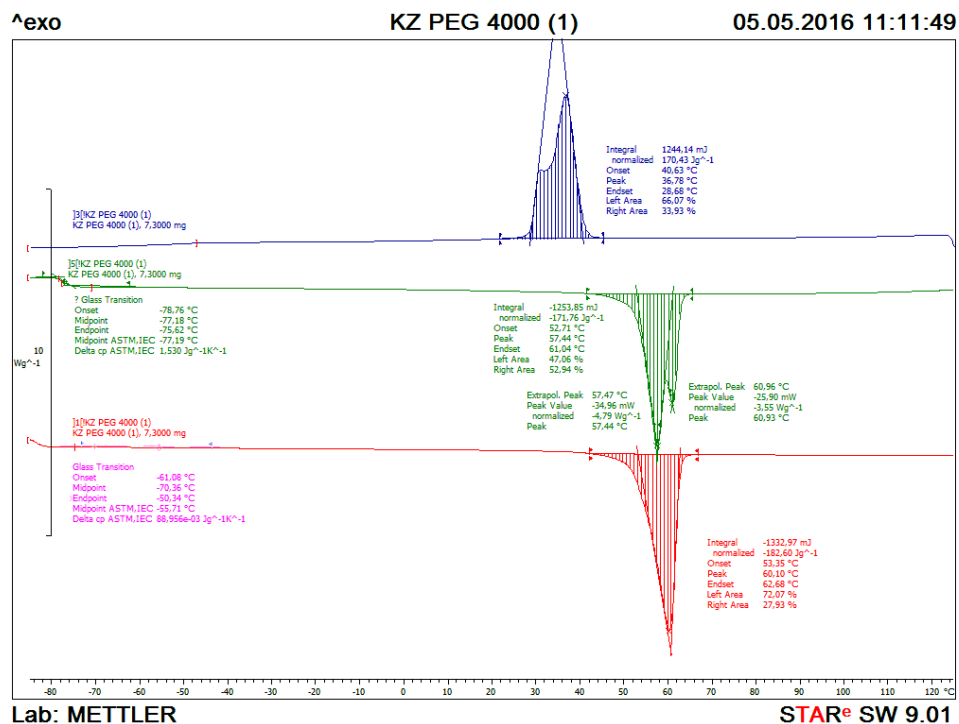 ^exo KZ PEG 4000 (1) 05.05.2016 11:11:49
Integral 1244,14 mJ
normalized 170,43 Jg^-1
Onset 40,63 °C
Peak 36,78 °C
Endset 28,68 °C
Left Area 66,07 %
Right Area 33,93 %
]3[!KZ PEG 4000 (1)
KZ PEG 4000 (1), 7,3000 mg
]5[!KZ PEG 4000 (1)
KZ PEG 4000 (1), 7,3000 mg
? Glass Transition
Onset -78,76 °C
Midpoint -77,18 °C
Endpoint -75,62 °C
Midpoint ASTM,IEC -77,19 °C
Delta cp ASTM,IEC 1,530 Jg^-1K^-1
Integral -1253,85 mJ
normalized -171,76 Jg^-1
Onset 52,71 °C
Peak 57,44 °C
Endset 61,04 °C
Left Area 47,06 %
Right Area 52,94 %
10
Wg^-1
Extrapol. Peak 57,47 °C
Peak Value -34,96 mW
normalized -4,79 Wg^-1
Peak 57,44 °C
Extrapol. Peak 60,96 °C
Peak Value -25,90 mW
normalized -3,55 Wg^-1
Peak 60,93 °C
]1[!KZ PEG 4000 (1)
KZ PEG 4000 (1), 7,3000 mg
Glass Transition
Onset -61,08 °C
Midpoint -70,36 °C
Endpoint -50,34 °C
Midpoint ASTM,IEC -55,71 °C
Delta cp ASTM,IEC 88,956e-03 Jg^-1K^-1
Integral -1332,97 mJ
normalized -182,60 Jg^-1
Onset 53,35 °C
Peak 60,10 °C
Endset 62,68 °C
Left Area 72,07 %
Right Area 27,93 %
-80 -70 -60 -50 -40 -30 -20 -10 0 10 20 30 40 50 60 70 80 90 100 110 120 °C
Lab: METTLER STARe SW 9.01